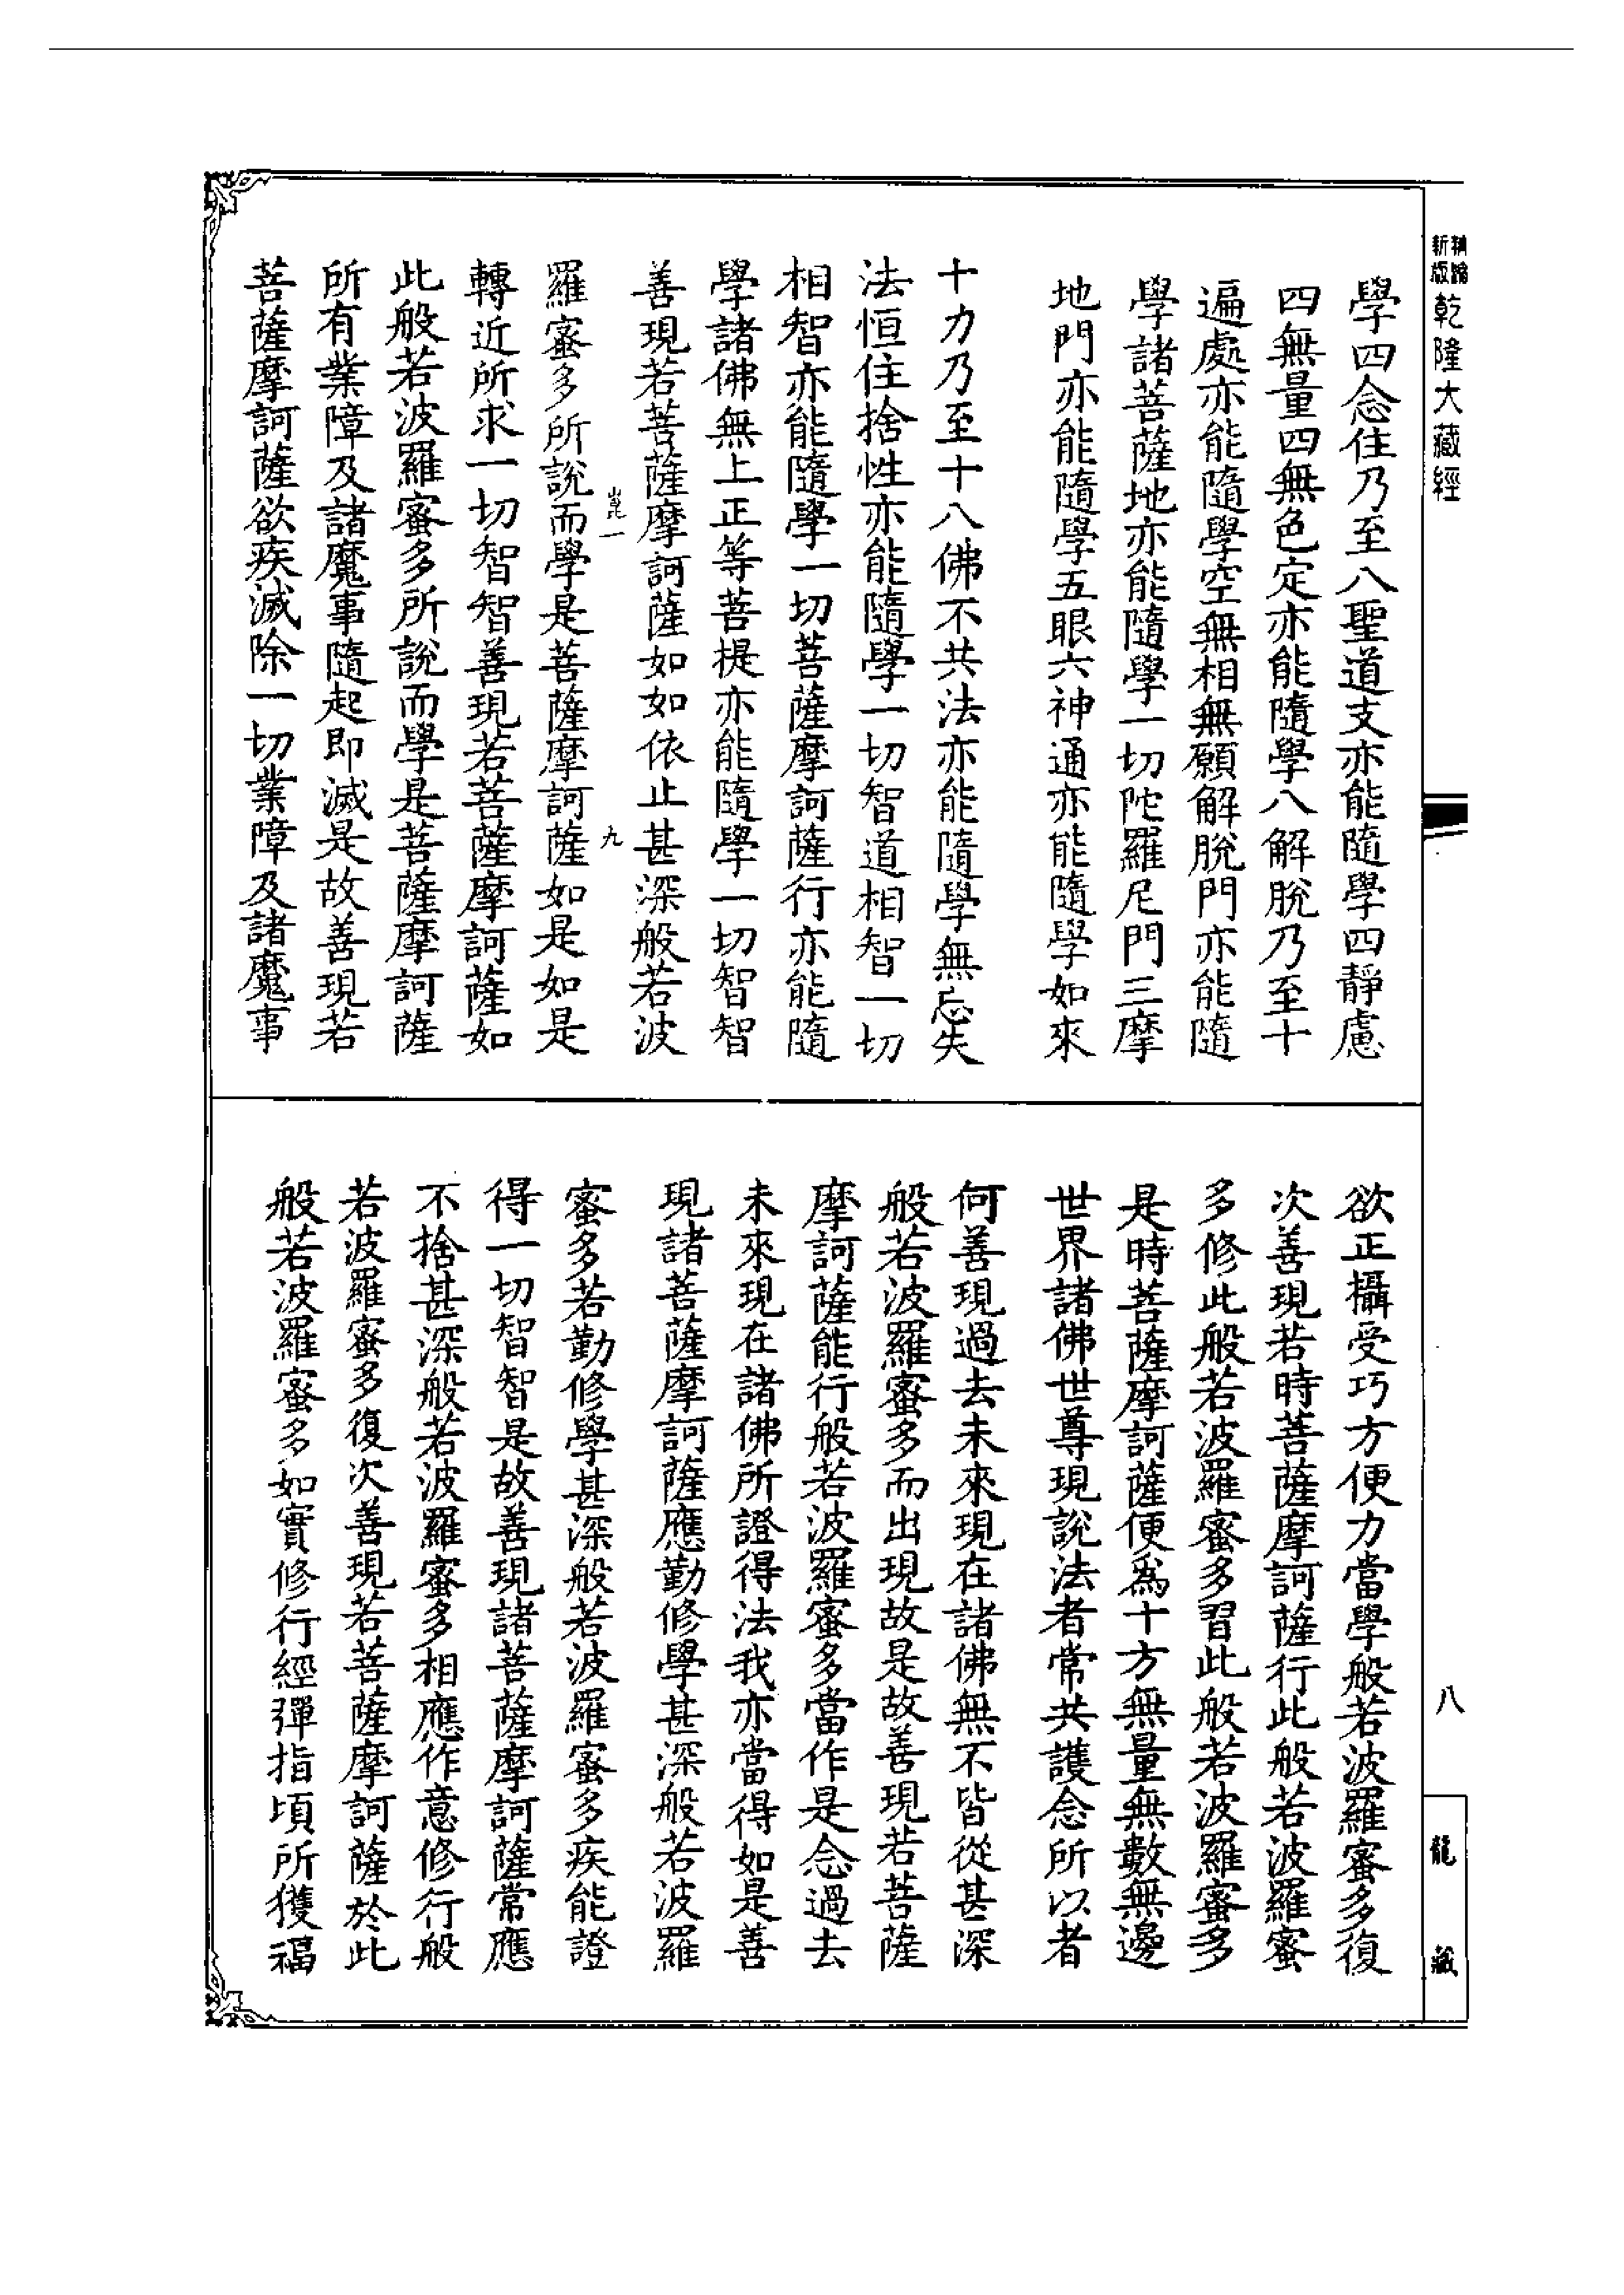 新版
精編
乾隆大藏經
八
龍藏
學四念住乃至八聖道支亦能隨學四靜慮
四無量四無色定亦能隨學八解脫乃至十
遍處亦能隨學空無相無願解脫門亦能隨
學諸菩薩地亦能隨學一切陀羅尼門三摩
地門亦能隨學五眼六神通亦能隨學如來
十力乃至十八佛不共法亦能隨學無忘失
法恒住捨性亦能隨學一切智道相智一切
相智亦能隨學一切菩薩摩訶薩行亦能隨
學諸佛無上正等菩提亦能隨學一切智智
善現若菩薩摩訶薩如如依止甚深般若波
崑一
九
羅蜜多所說而學是菩薩摩訶薩如是如是
轉近所求一切智智善現若菩薩摩訶薩如
此般若波羅蜜多所說而學是菩薩摩訶薩
所有業障及諸魔事隨起即滅是故善現若
菩薩摩訶薩欲疾滅除一切業障及諸魔事
欲正攝受巧方便力當學般若波羅蜜多復
次善現若時菩薩摩訶薩行此般若波羅蜜
多修此般若波羅蜜多習此般若波羅蜜多
是時菩薩摩訶薩便為十方無量無數無邊
世界諸佛世尊現說法者常共護念所以者
何善現過去未來現在諸佛無不皆從甚深
般若波羅蜜多而出現故是故善現若菩薩
摩訶薩能行般若波羅蜜多當作是念過去
未來現在諸佛所證得法我亦當得如是善
現諸菩薩摩訶薩應勤修學甚深般若波羅
蜜多若勤修學甚深般若波羅蜜多疾能證
得一切智智是故善現諸菩薩摩訶薩常應
不捨甚深般若波羅蜜多相應作意修行般
若波羅蜜多復次善現若菩薩摩訶薩於此
般若波羅蜜多如實修行經彈指頃所獲福